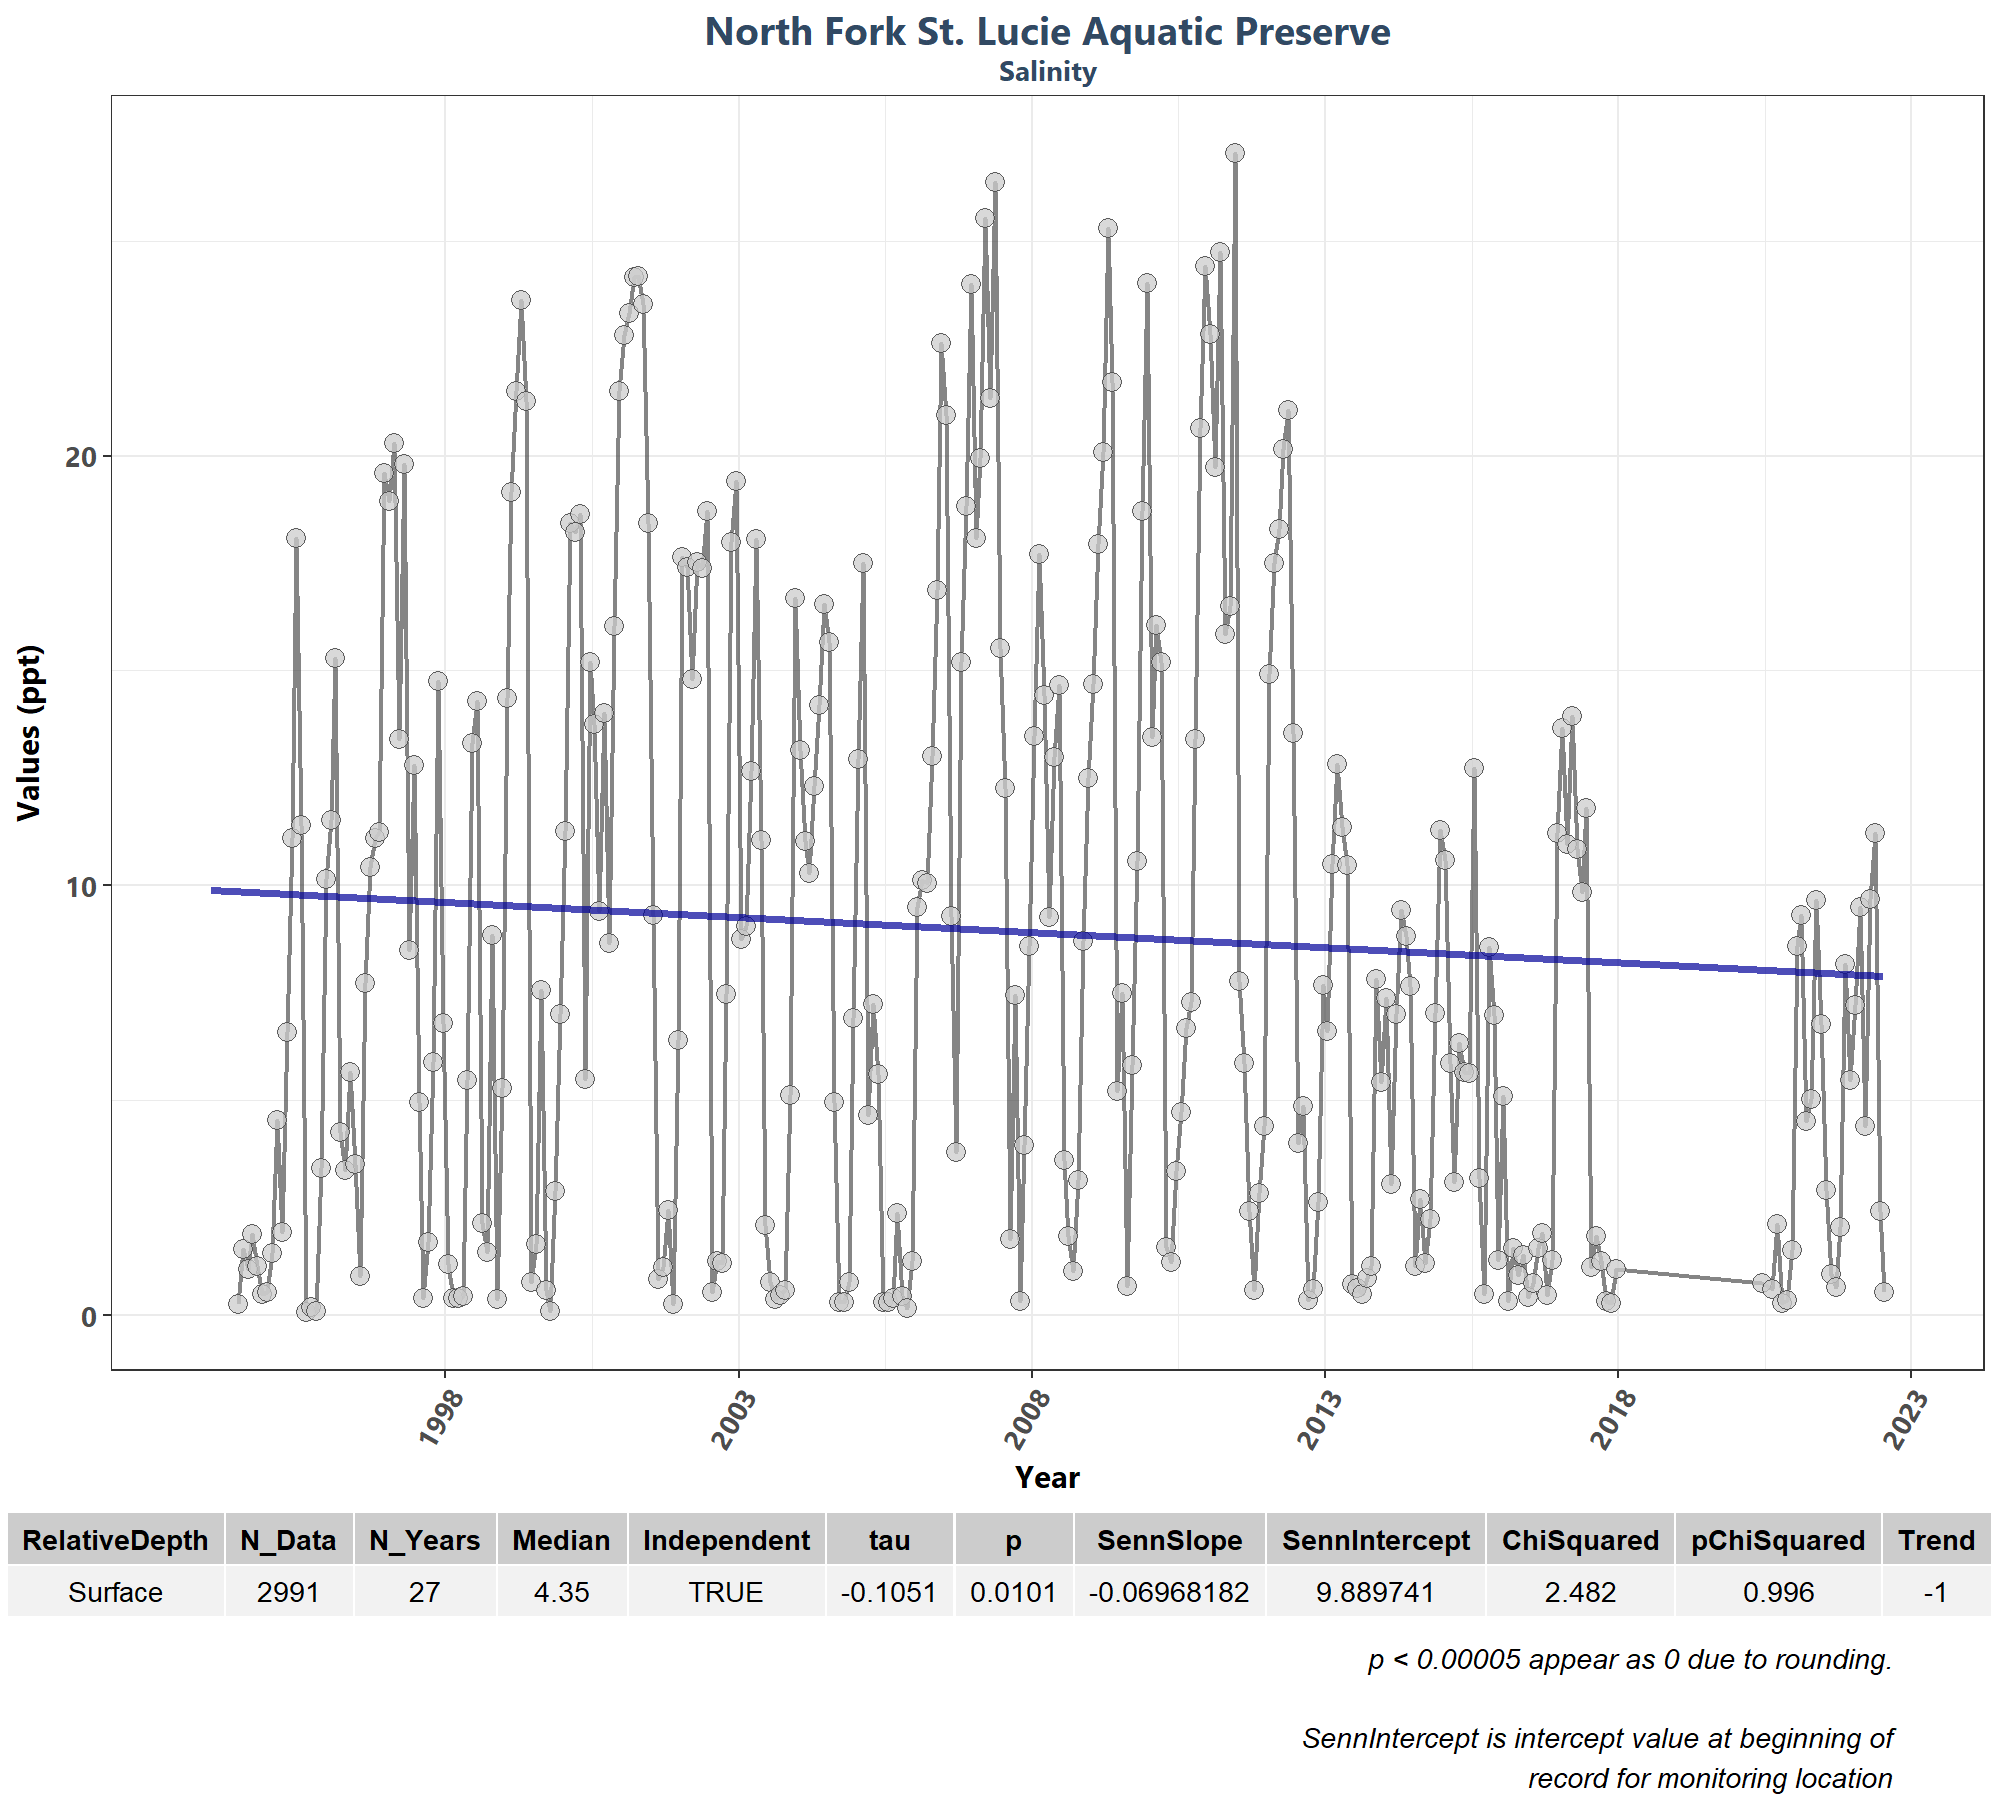 North Fork St. Lucie Aquatic Preserve
Salinity
Values (ppt)
20
10
0
1998 2003 2008 2013 2018 2023
Year
RelativeDepth N_Data N_Years Median Independent tau p SennSlope SennIntercept ChiSquared pChiSquared Trend
Surface 2991 27 4.35 TRUE -0.1051 0.0101 -0.06968182 9.889741 2.482 0.996 -1
p < 0.00005 appear as 0 due to rounding.
SennIntercept is intercept value at beginning of
record for monitoring location